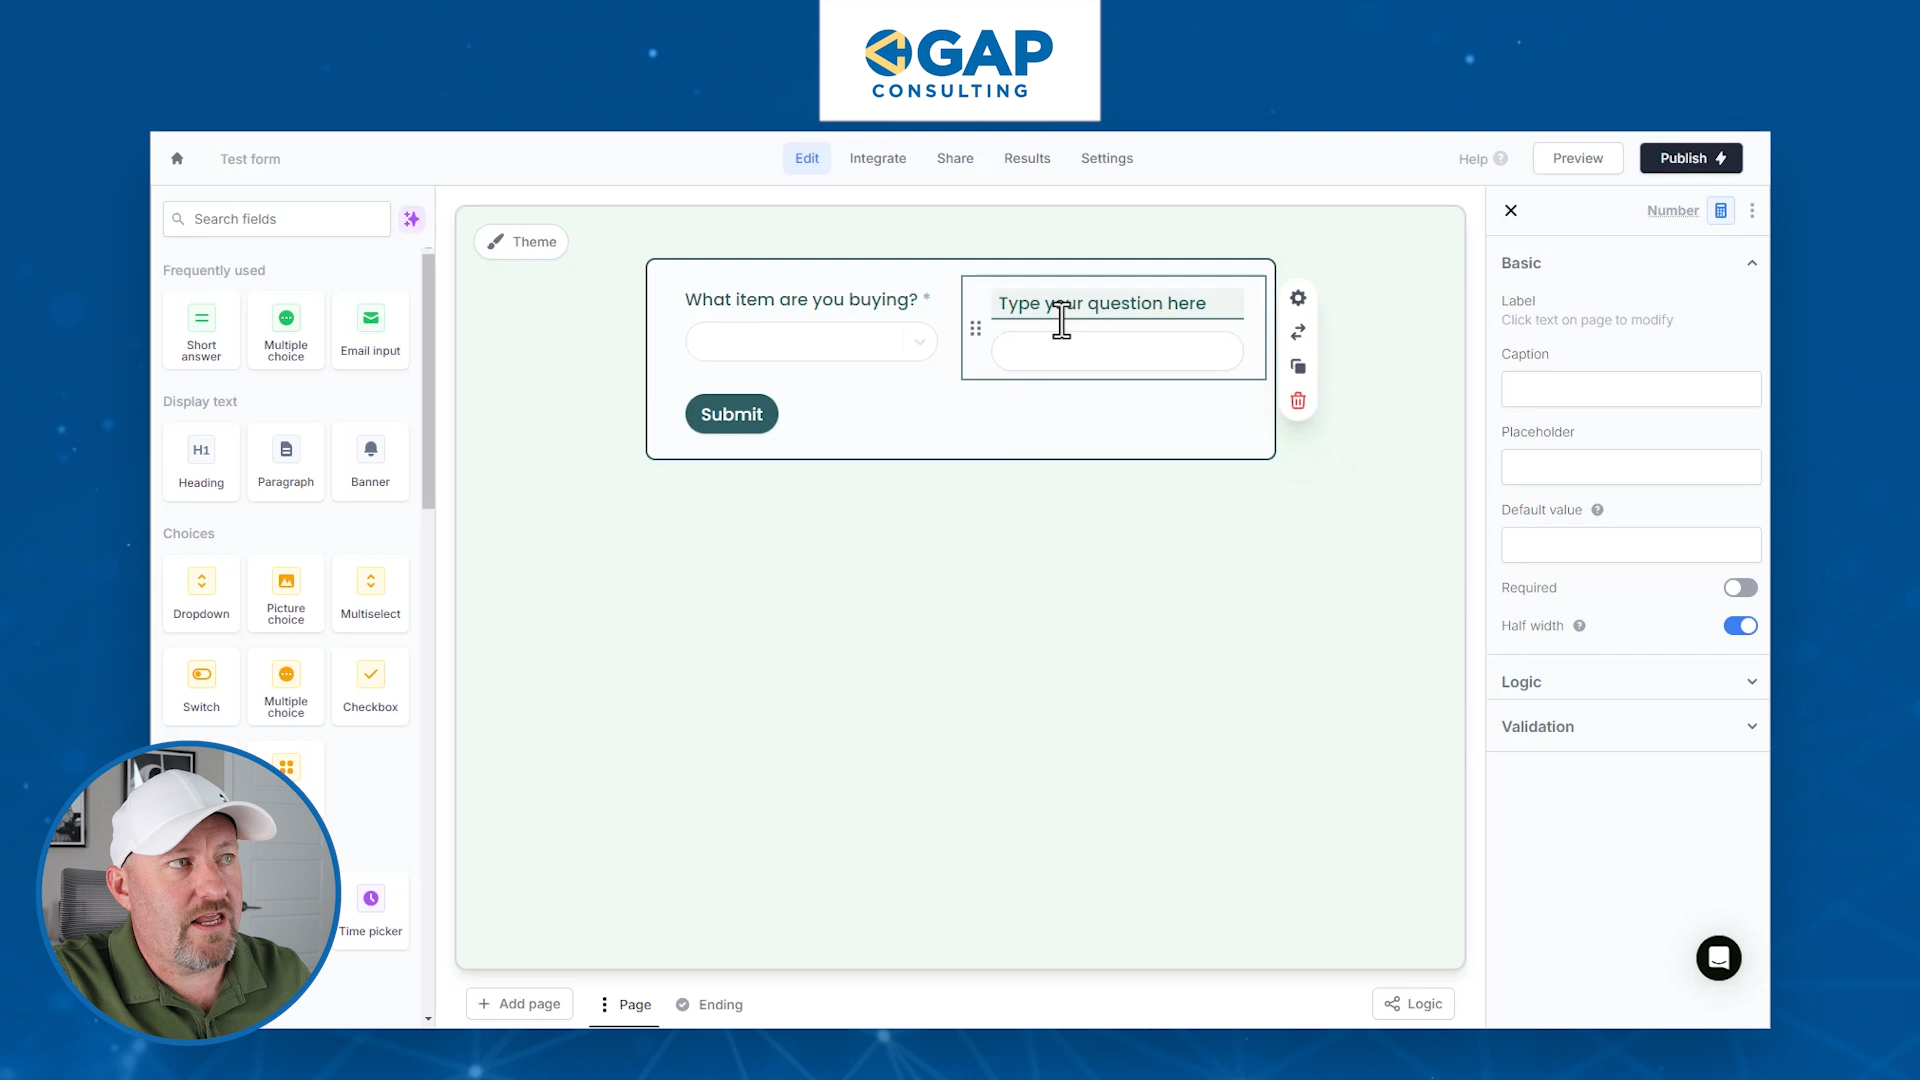 GAP
CONSULTING
Test form
Edit
Integrate
Share
Results
Settings
Help
Preview
Publish
Search fields
Frequently used
Short
answer
Multiple
choice
Email input
Display text
H1
Heading
Paragraph
Banner
Choices
Dropdown
Picture
choice
Multiselect
Switch
Multiple
choice
Checkbox
Time picker
Theme
What item are you buying? *
Type your question here
Submit
Number
Basic
Label
Click text on page to modify
Caption
Placeholder
Default value
Required
Half width
Logic
Validation
+ Add page
Page
Ending
Logic